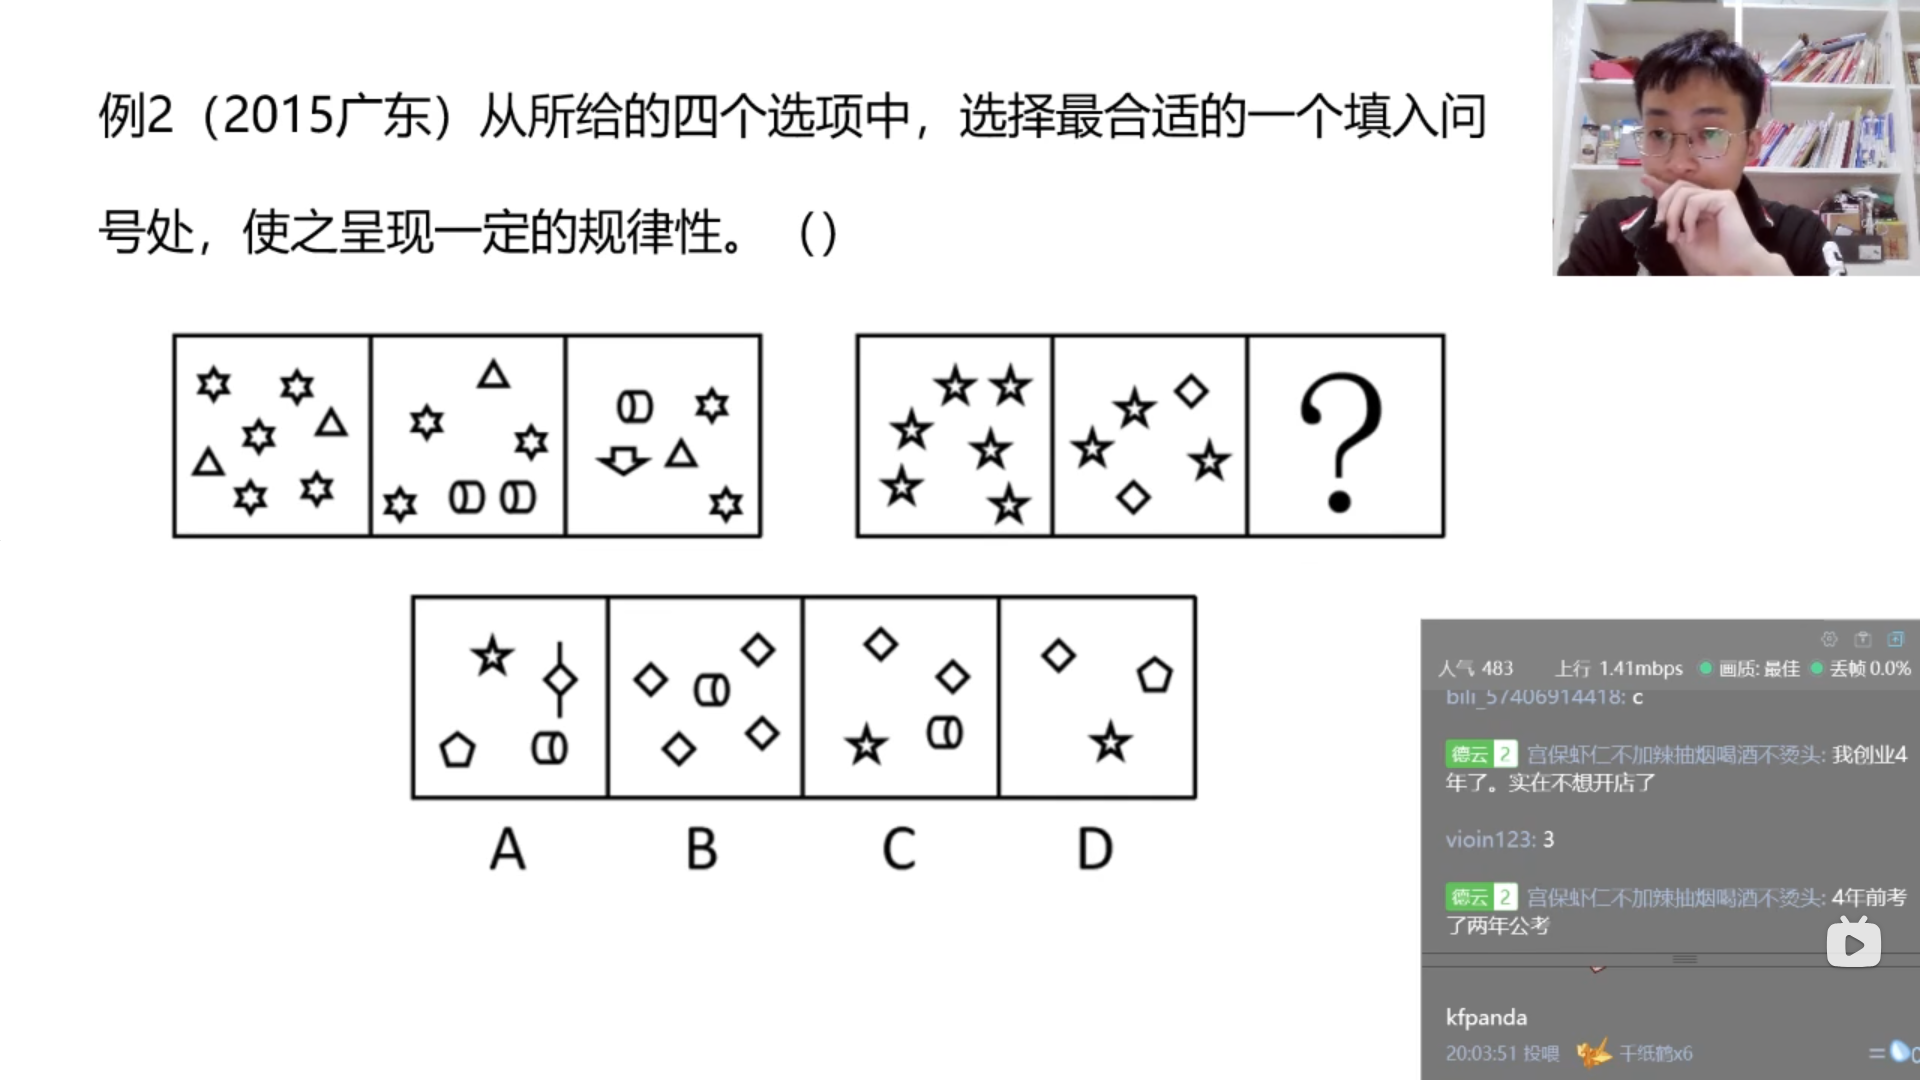 例2（2015广东）从所给的四个选项中，选择最合适的一个填入问
号处，使之呈现一定的规律性。（）
?
A B C D
人气 483 上行 1.41mbps 画质: 最佳 丢帧 0.0%
bili_57406914418: c
德云 2 宫保虾仁不加辣抽烟喝酒不烫头: 我创业4
年了。实在不想开店了
vioin123: 3
德云 2 宫保虾仁不加辣抽烟喝酒不烫头: 4年前考
了两年公考
kfpanda
20:03:51 投喂 千纸鹤x6